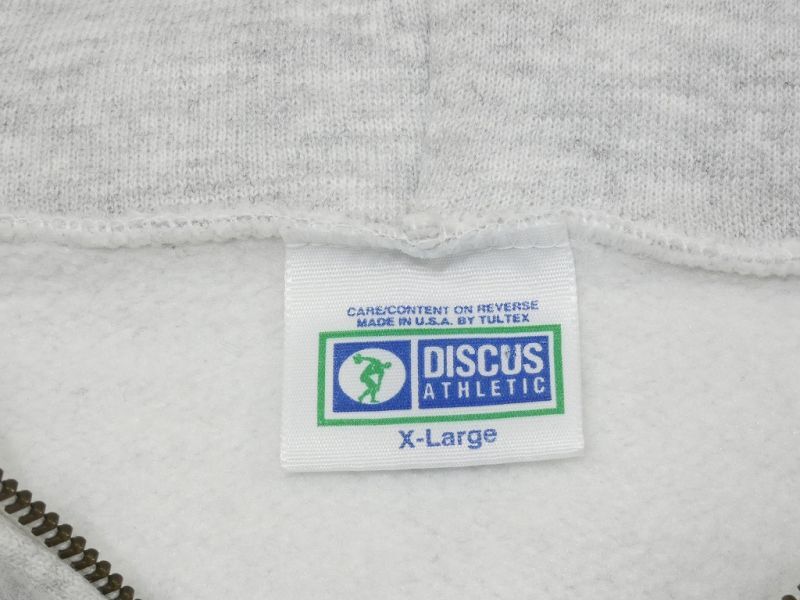 CARE/CONTENT ON REVERSE
MADE IN U.S.A. BY TULTEX
DISCUS
ATHLETIC
X-Large